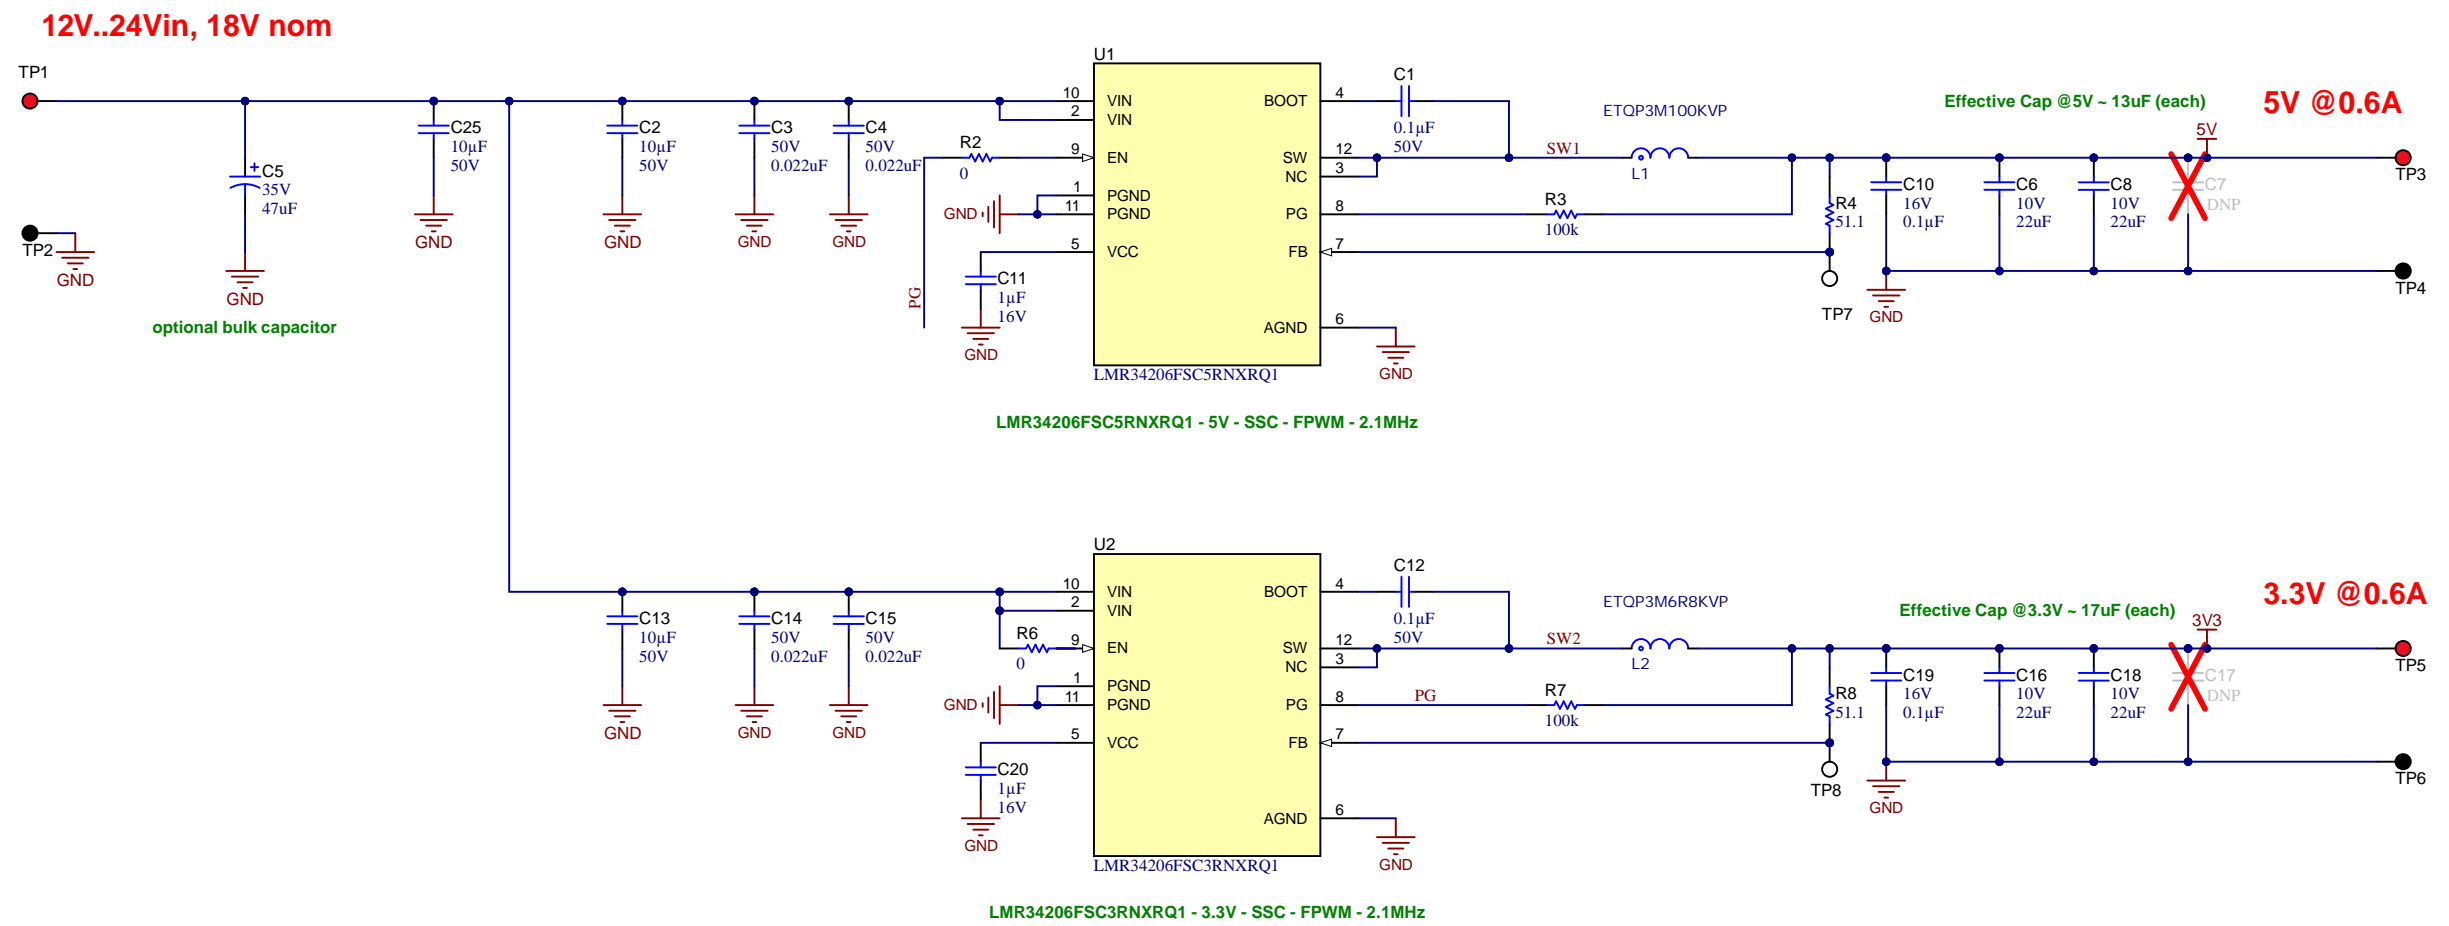 12V..24Vin, 18V nom
TP1
TP2
GND
C5
35V
47uF
GND
optional bulk capacitor
C25
10µF
50V
GND
C2
10µF
50V
GND
C3
50V
0.022uF
GND
C4
50V
0.022uF
GND
R2
0
PG
GND
C11
1µF
16V
GND
U1
10 VIN
2 VIN
9 EN
1 PGND
11 PGND
5 VCC
BOOT 4
SW 12
NC 3
PG 8
FB 7
AGND 6
LMR34206FSC5RNXRQ1
GND
C1
0.1µF
50V
SW1
ETQP3M100KVP
L1
R3
100k
R4
51.1
TP7
C10
16V
0.1µF
GND
C6
10V
22uF
C8
10V
22uF
C7
DNP
Effective Cap @5V ~ 13uF (each)
5V
5V @0.6A
TP3
TP4
LMR34206FSC5RNXRQ1 - 5V - SSC - FPWM - 2.1MHz
C13
10µF
50V
GND
C14
50V
0.022uF
GND
C15
50V
0.022uF
GND
R6
0
GND
C20
1µF
16V
GND
U2
10 VIN
2 VIN
9 EN
1 PGND
11 PGND
5 VCC
BOOT 4
SW 12
NC 3
PG 8
FB 7
AGND 6
LMR34206FSC3RNXRQ1
GND
C12
0.1µF
50V
SW2
ETQP3M6R8KVP
L2
PG
R7
100k
R8
51.1
TP8
C19
16V
0.1µF
GND
C16
10V
22uF
C18
10V
22uF
C17
DNP
Effective Cap @3.3V ~ 17uF (each)
3V3
3.3V @0.6A
TP5
TP6
LMR34206FSC3RNXRQ1 - 3.3V - SSC - FPWM - 2.1MHz